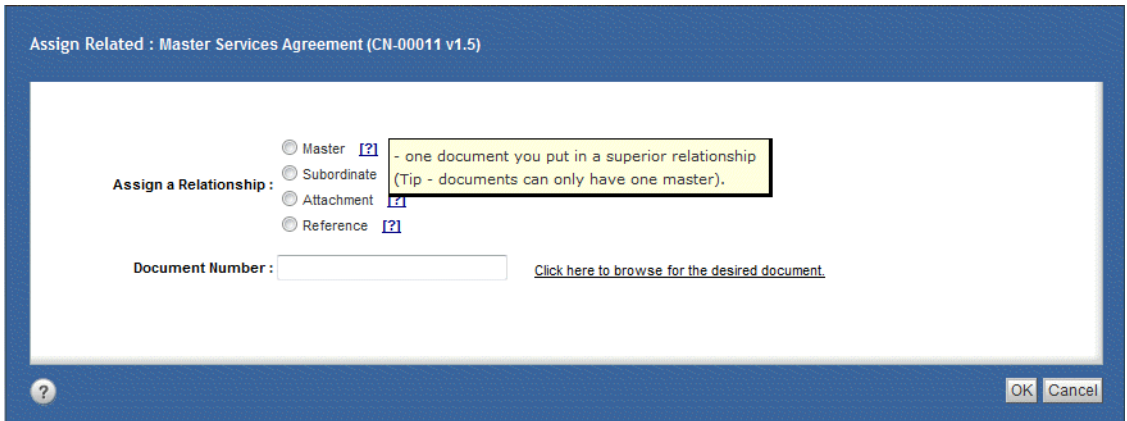 Assign Related : Master Services Agreement (CN-00011 v1.5)
Master [?]
- one document you put in a superior relationship
(Tip - documents can only have one master).
Assign a Relationship :
Subordinate
Attachment [?]
Reference [?]
Document Number :
Click here to browse for the desired document.
?
OK Cancel